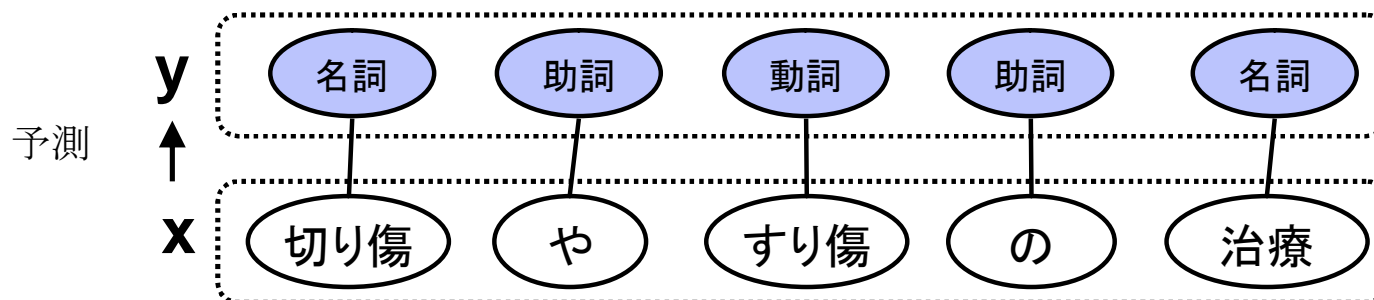 y 名詞 助詞 動詞 助詞 名詞
予測
x 切り傷 や すり傷 の 治療